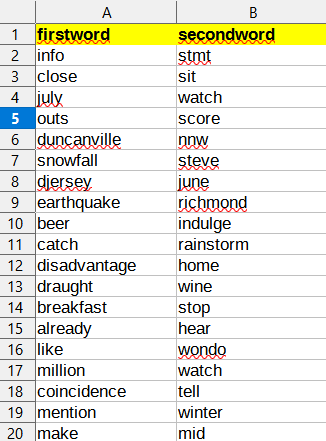 A B
1 firstword secondword
2 info stmt
3 close sit
4 july watch
5 outs score
6 duncanville nnw
7 snowfall steve
8 djersey june
9 earthquake richmond
10 beer indulge
11 catch rainstorm
12 disadvantage home
13 draught wine
14 breakfast stop
15 already hear
16 like wondo
17 million watch
18 coincidence tell
19 mention winter
20 make mid